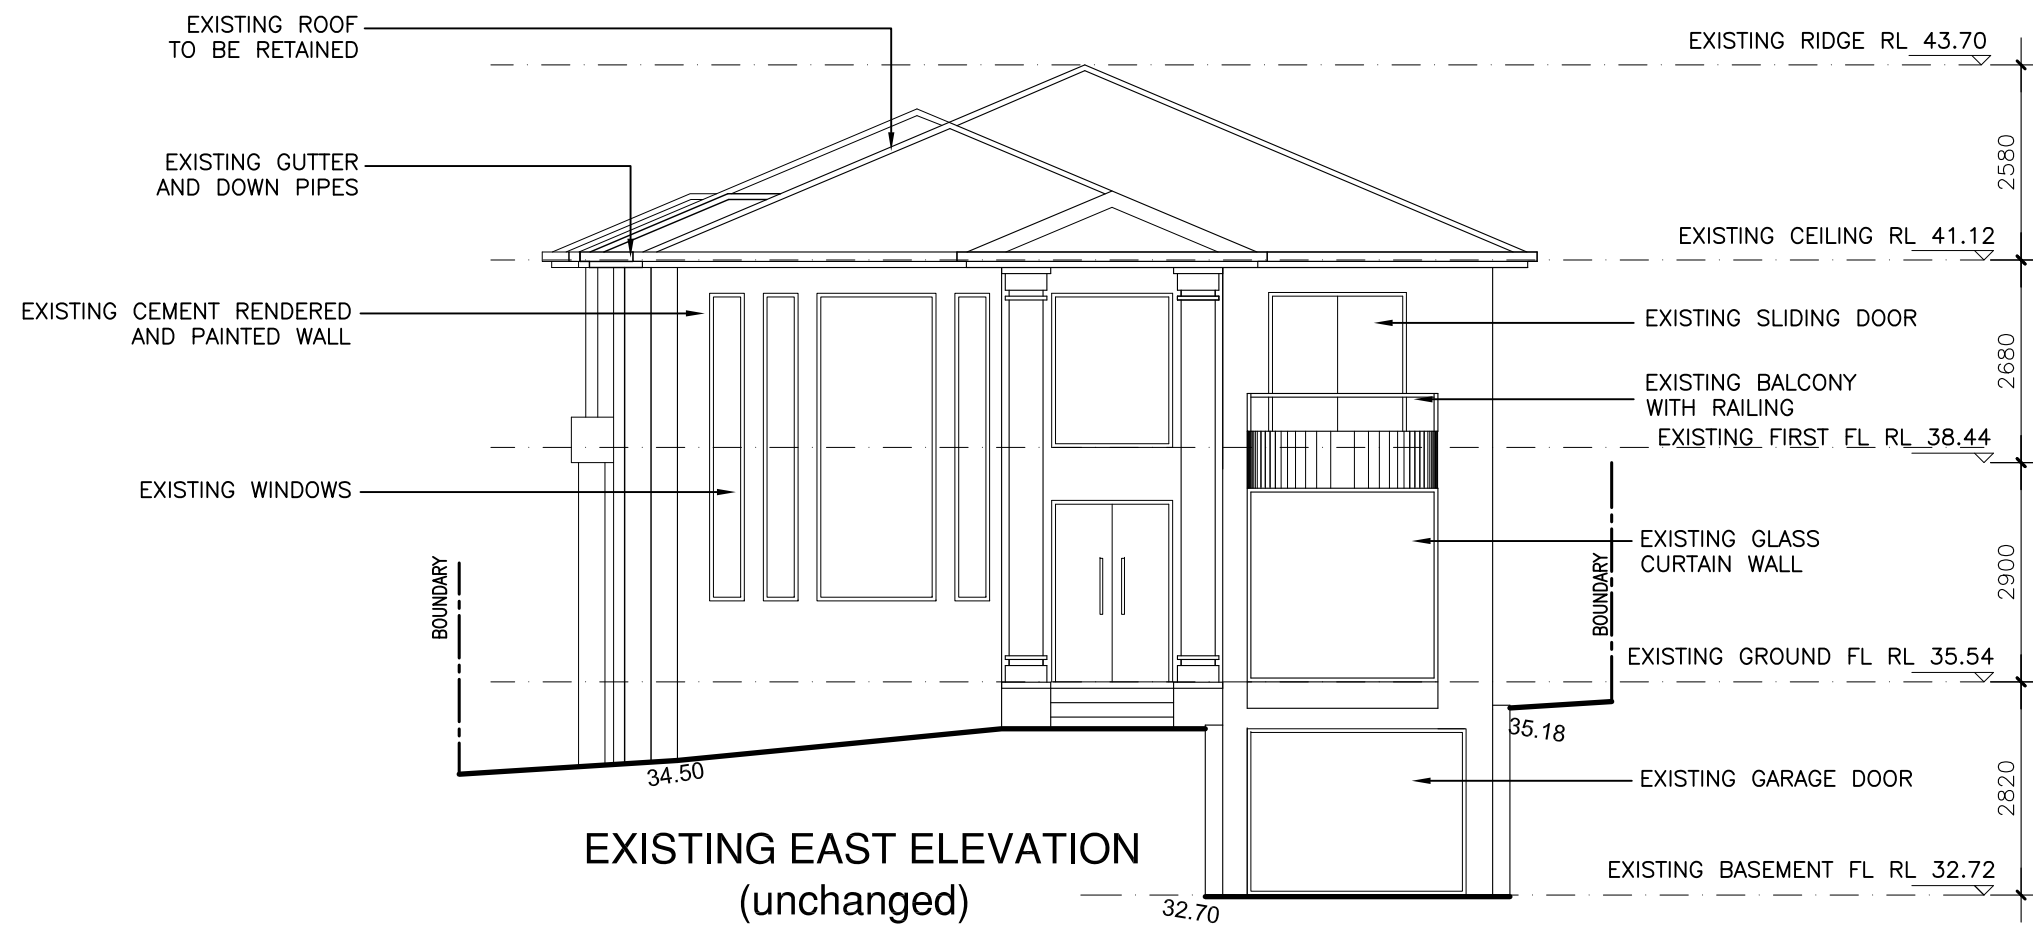 EXISTING ROOF
TO BE RETAINED
EXISTING GUTTER
AND DOWN PIPES
EXISTING CEMENT RENDERED
AND PAINTED WALL
EXISTING WINDOWS
BOUNDARY
34.50
EXISTING EAST ELEVATION
(unchanged)
32.70
35.18
BOUNDARY
EXISTING RIDGE RL 43.70
EXISTING CEILING RL 41.12
EXISTING SLIDING DOOR
EXISTING BALCONY
WITH RAILING
EXISTING FIRST FL RL 38.44
EXISTING GLASS
CURTAIN WALL
EXISTING GROUND FL RL 35.54
EXISTING GARAGE DOOR
EXISTING BASEMENT FL RL 32.72
2580
2680
2900
2820